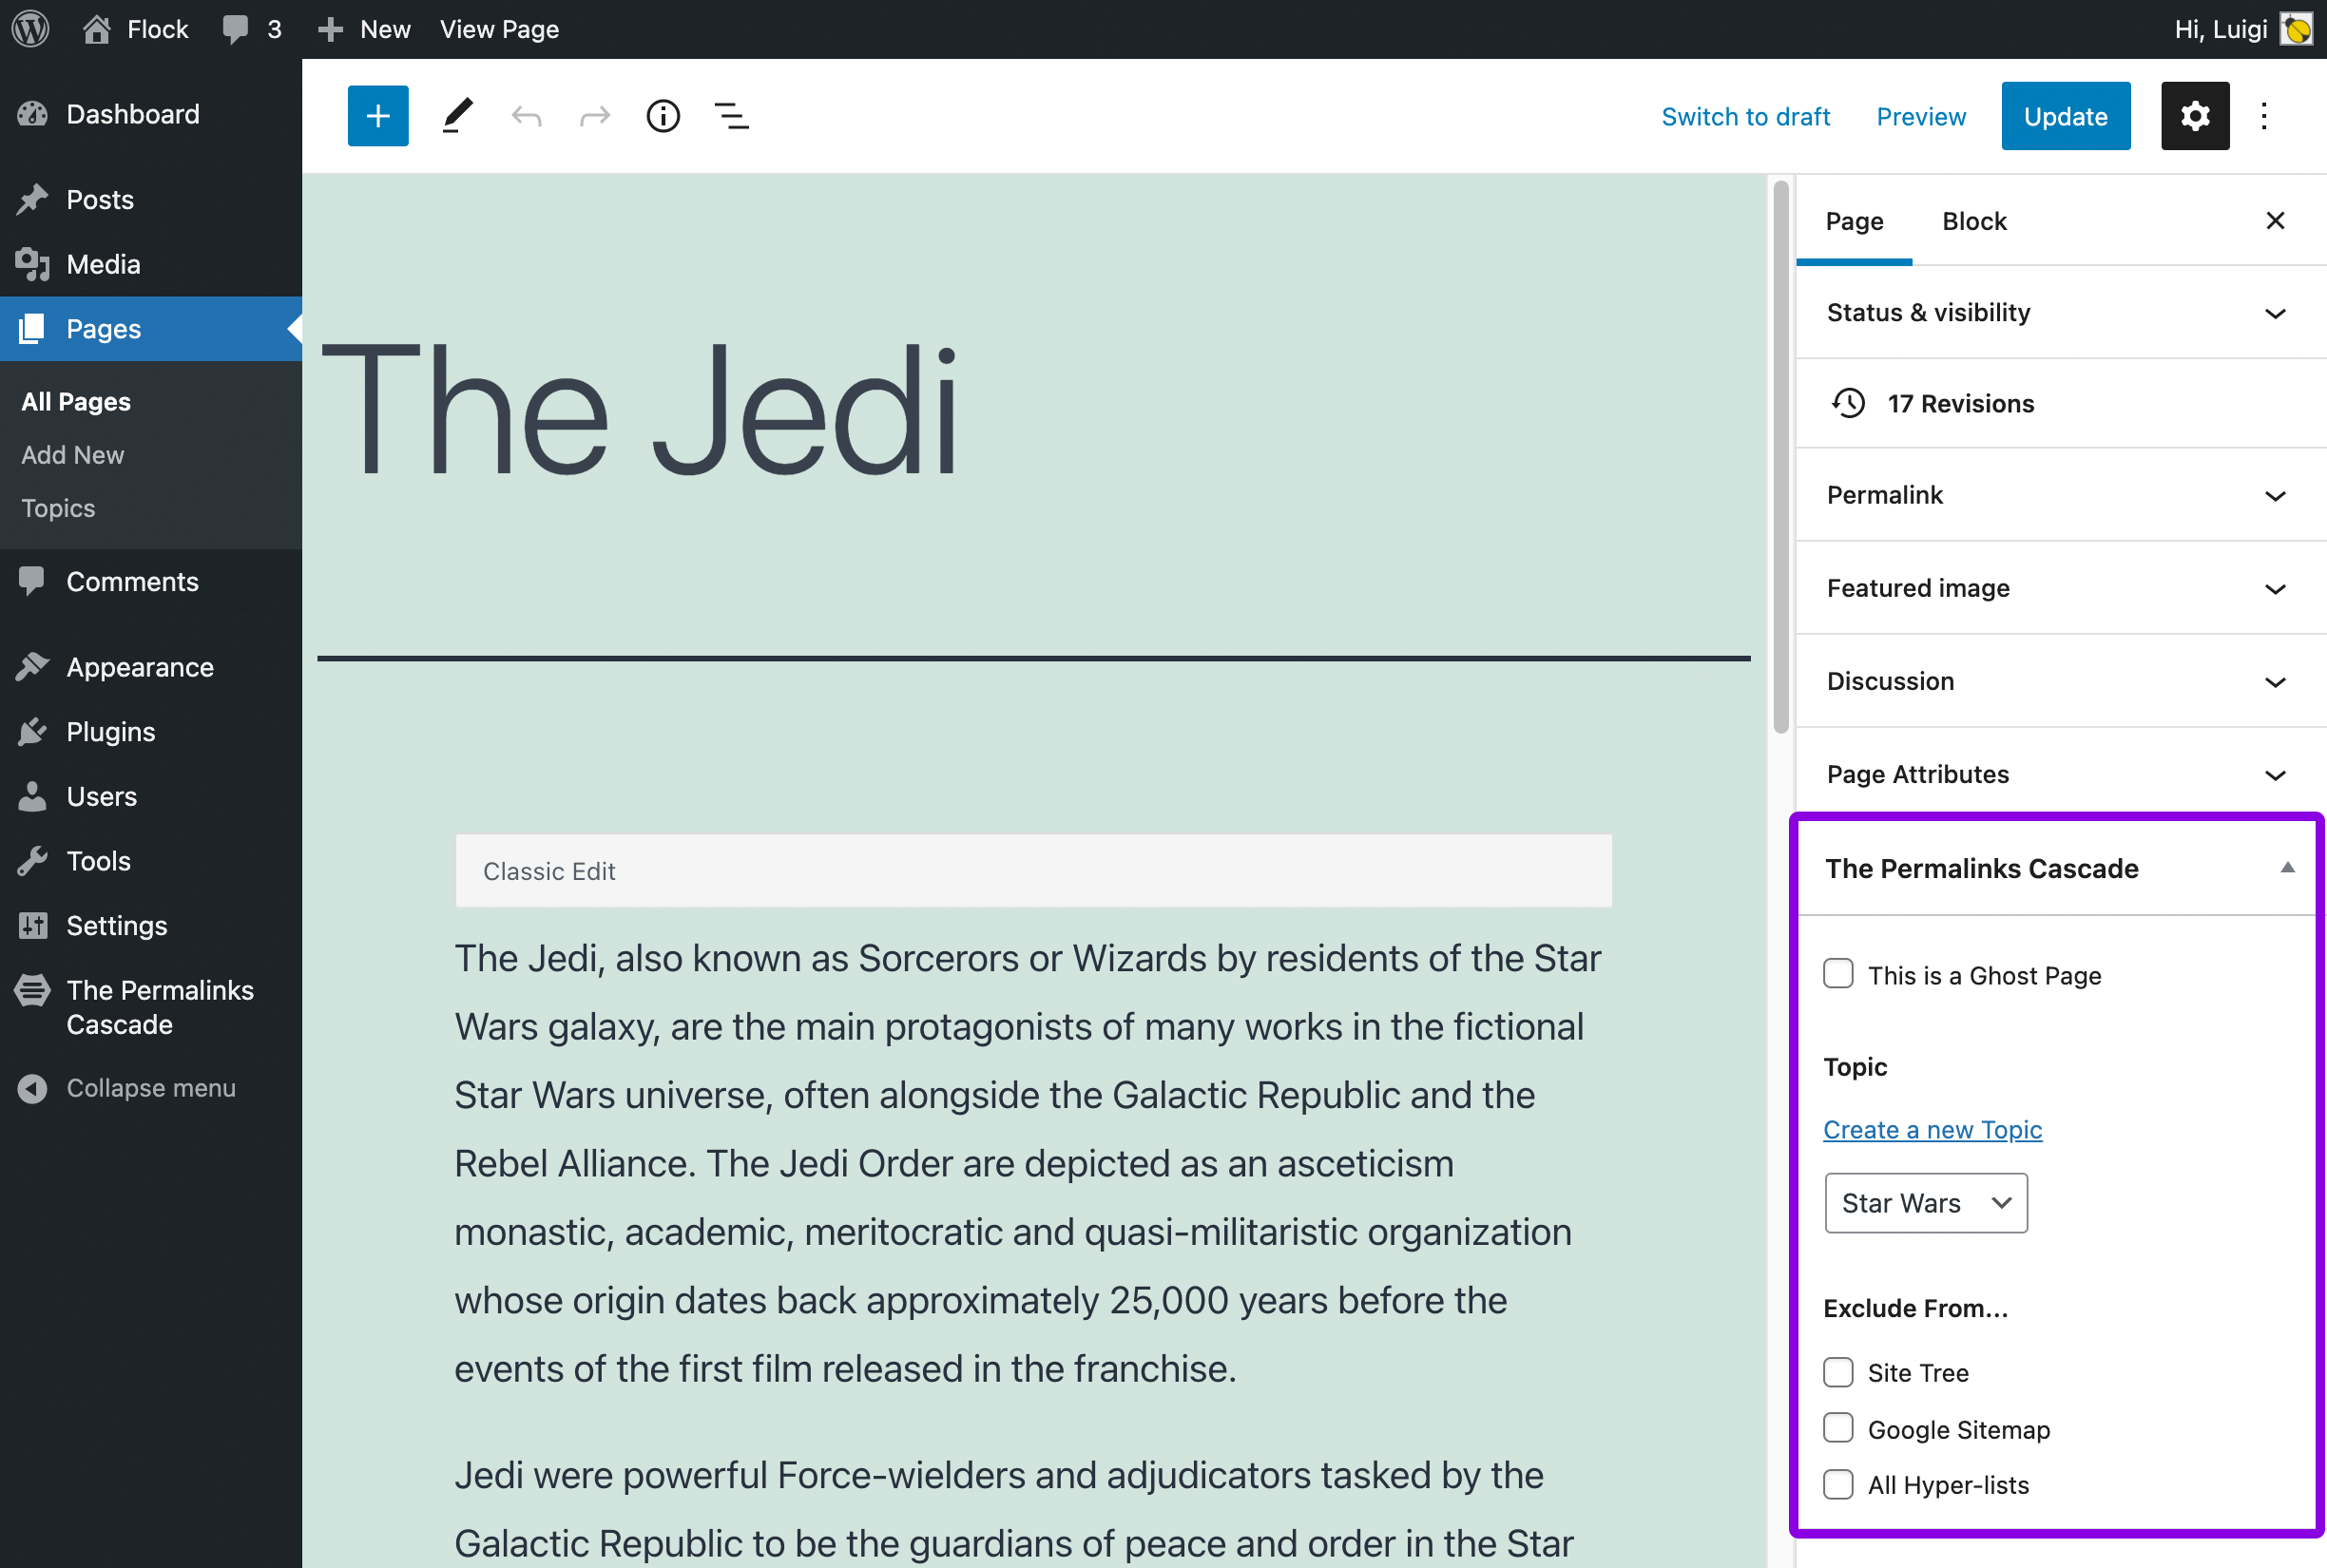 Flock 3 New View Page Hi, Luigi
Dashboard
Posts
Media
Pages
All Pages
Add New
Topics
Comments
Appearance
Plugins
Users
Tools
Settings
The Permalinks
Cascade
Collapse menu
Switch to draft Preview Update
The Jedi
Classic Edit
The Jedi, also known as Sorcerors or Wizards by residents of the Star
Wars galaxy, are the main protagonists of many works in the fictional
Star Wars universe, often alongside the Galactic Republic and the
Rebel Alliance. The Jedi Order are depicted as an asceticism
monastic, academic, meritocratic and quasi-militaristic organization
whose origin dates back approximately 25,000 years before the
events of the first film released in the franchise.
Jedi were powerful Force-wielders and adjudicators tasked by the
Galactic Republic to be the guardians of peace and order in the Star
Page Block
Status & visibility
17 Revisions
Permalink
Featured image
Discussion
Page Attributes
The Permalinks Cascade
This is a Ghost Page
Topic
Create a new Topic
Star Wars
Exclude From...
Site Tree
Google Sitemap
All Hyper-lists